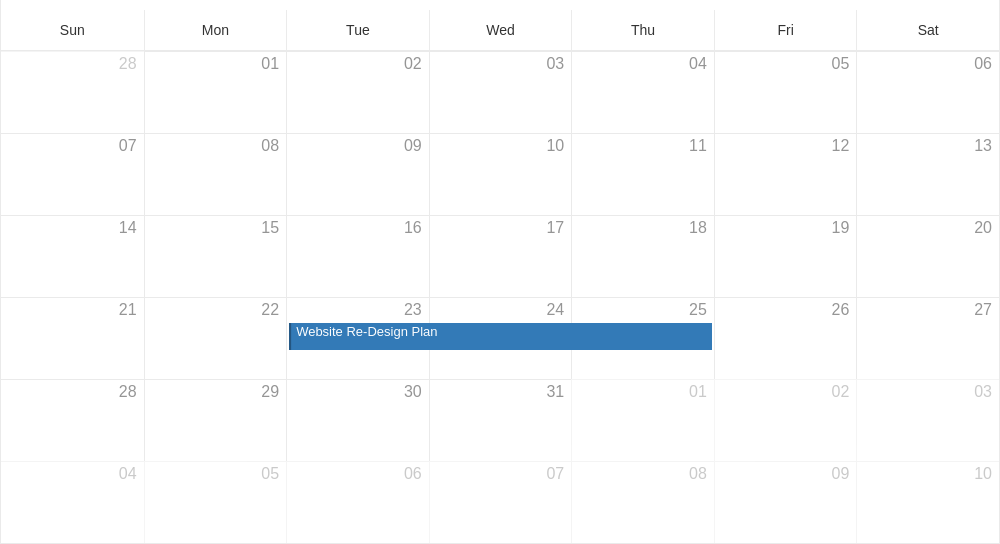 Sun Mon Tue Wed Thu Fri Sat
28 01 02 03 04 05 06
07 08 09 10 11 12 13
14 15 16 17 18 19 20
21 22 23 24 25 26 27
Website Re-Design Plan
28 29 30 31 01 02 03
04 05 06 07 08 09 10